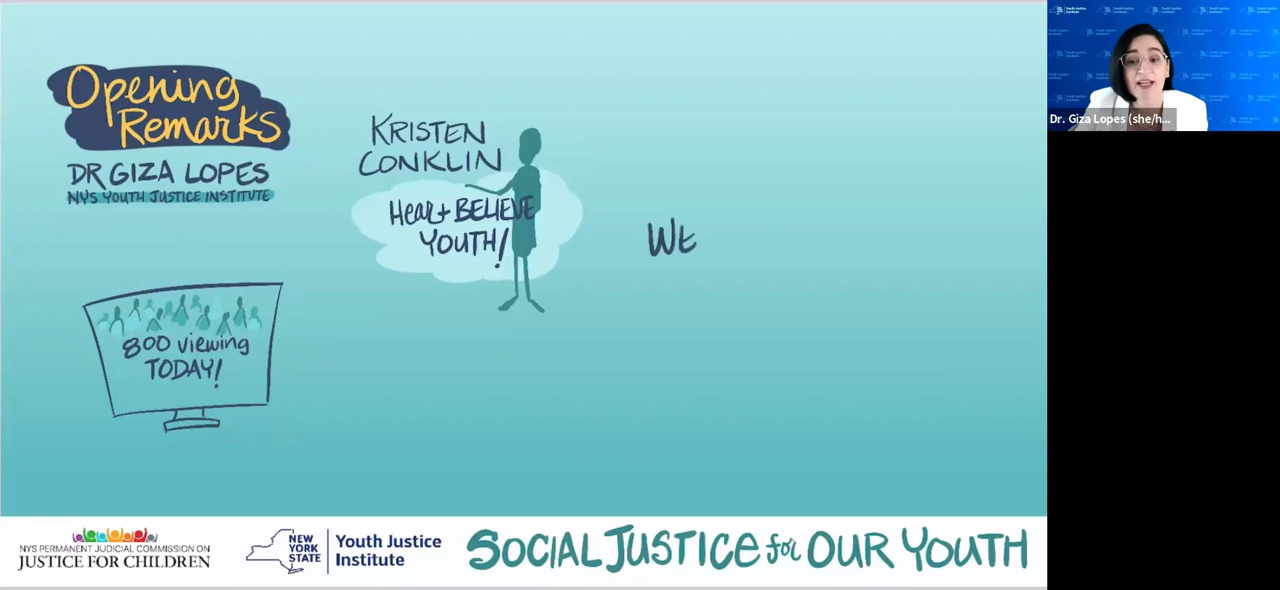 Opening
Remarks
DR GIZA LOPES
NYS YOUTH JUSTICE INSTITUTE
KRISTEN
CONKLIN
Hear + BELIEVE
YOUTH!
WE
800 viewing
TODAY!
Dr. Giza Lopes (she/h...
NYS PERMANENT JUDICIAL COMMISSION ON
JUSTICE FOR CHILDREN
NEW
YORK
STATE
Youth Justice
Institute
SOCIAL JUSTICE for OUR YOUTH